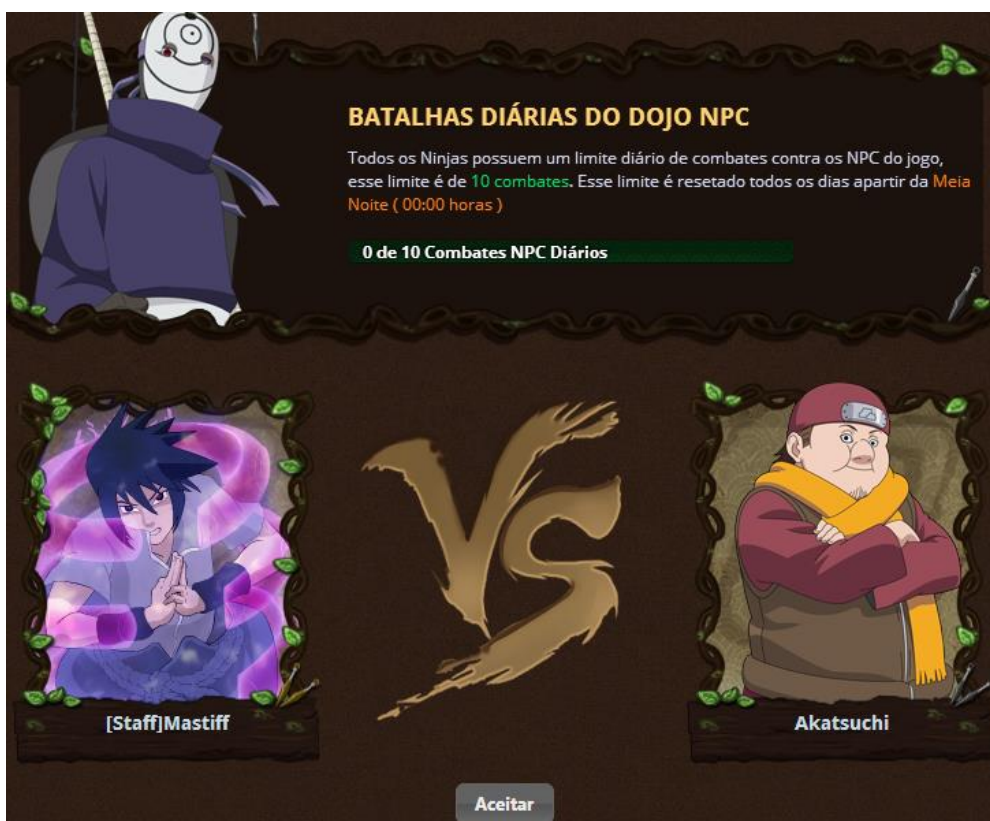 BATALHAS DIÁRIAS DO DOJO NPC
Todos os Ninjas possuem um limite diário de combates contra os NPC do jogo,
esse limite é de 10 combates. Esse limite é resetado todos os dias apartir da Meia
Noite ( 00:00 horas )
0 de 10 Combates NPC Diários
VS
[Staff]Mastiff
Akatsuchi
Aceitar